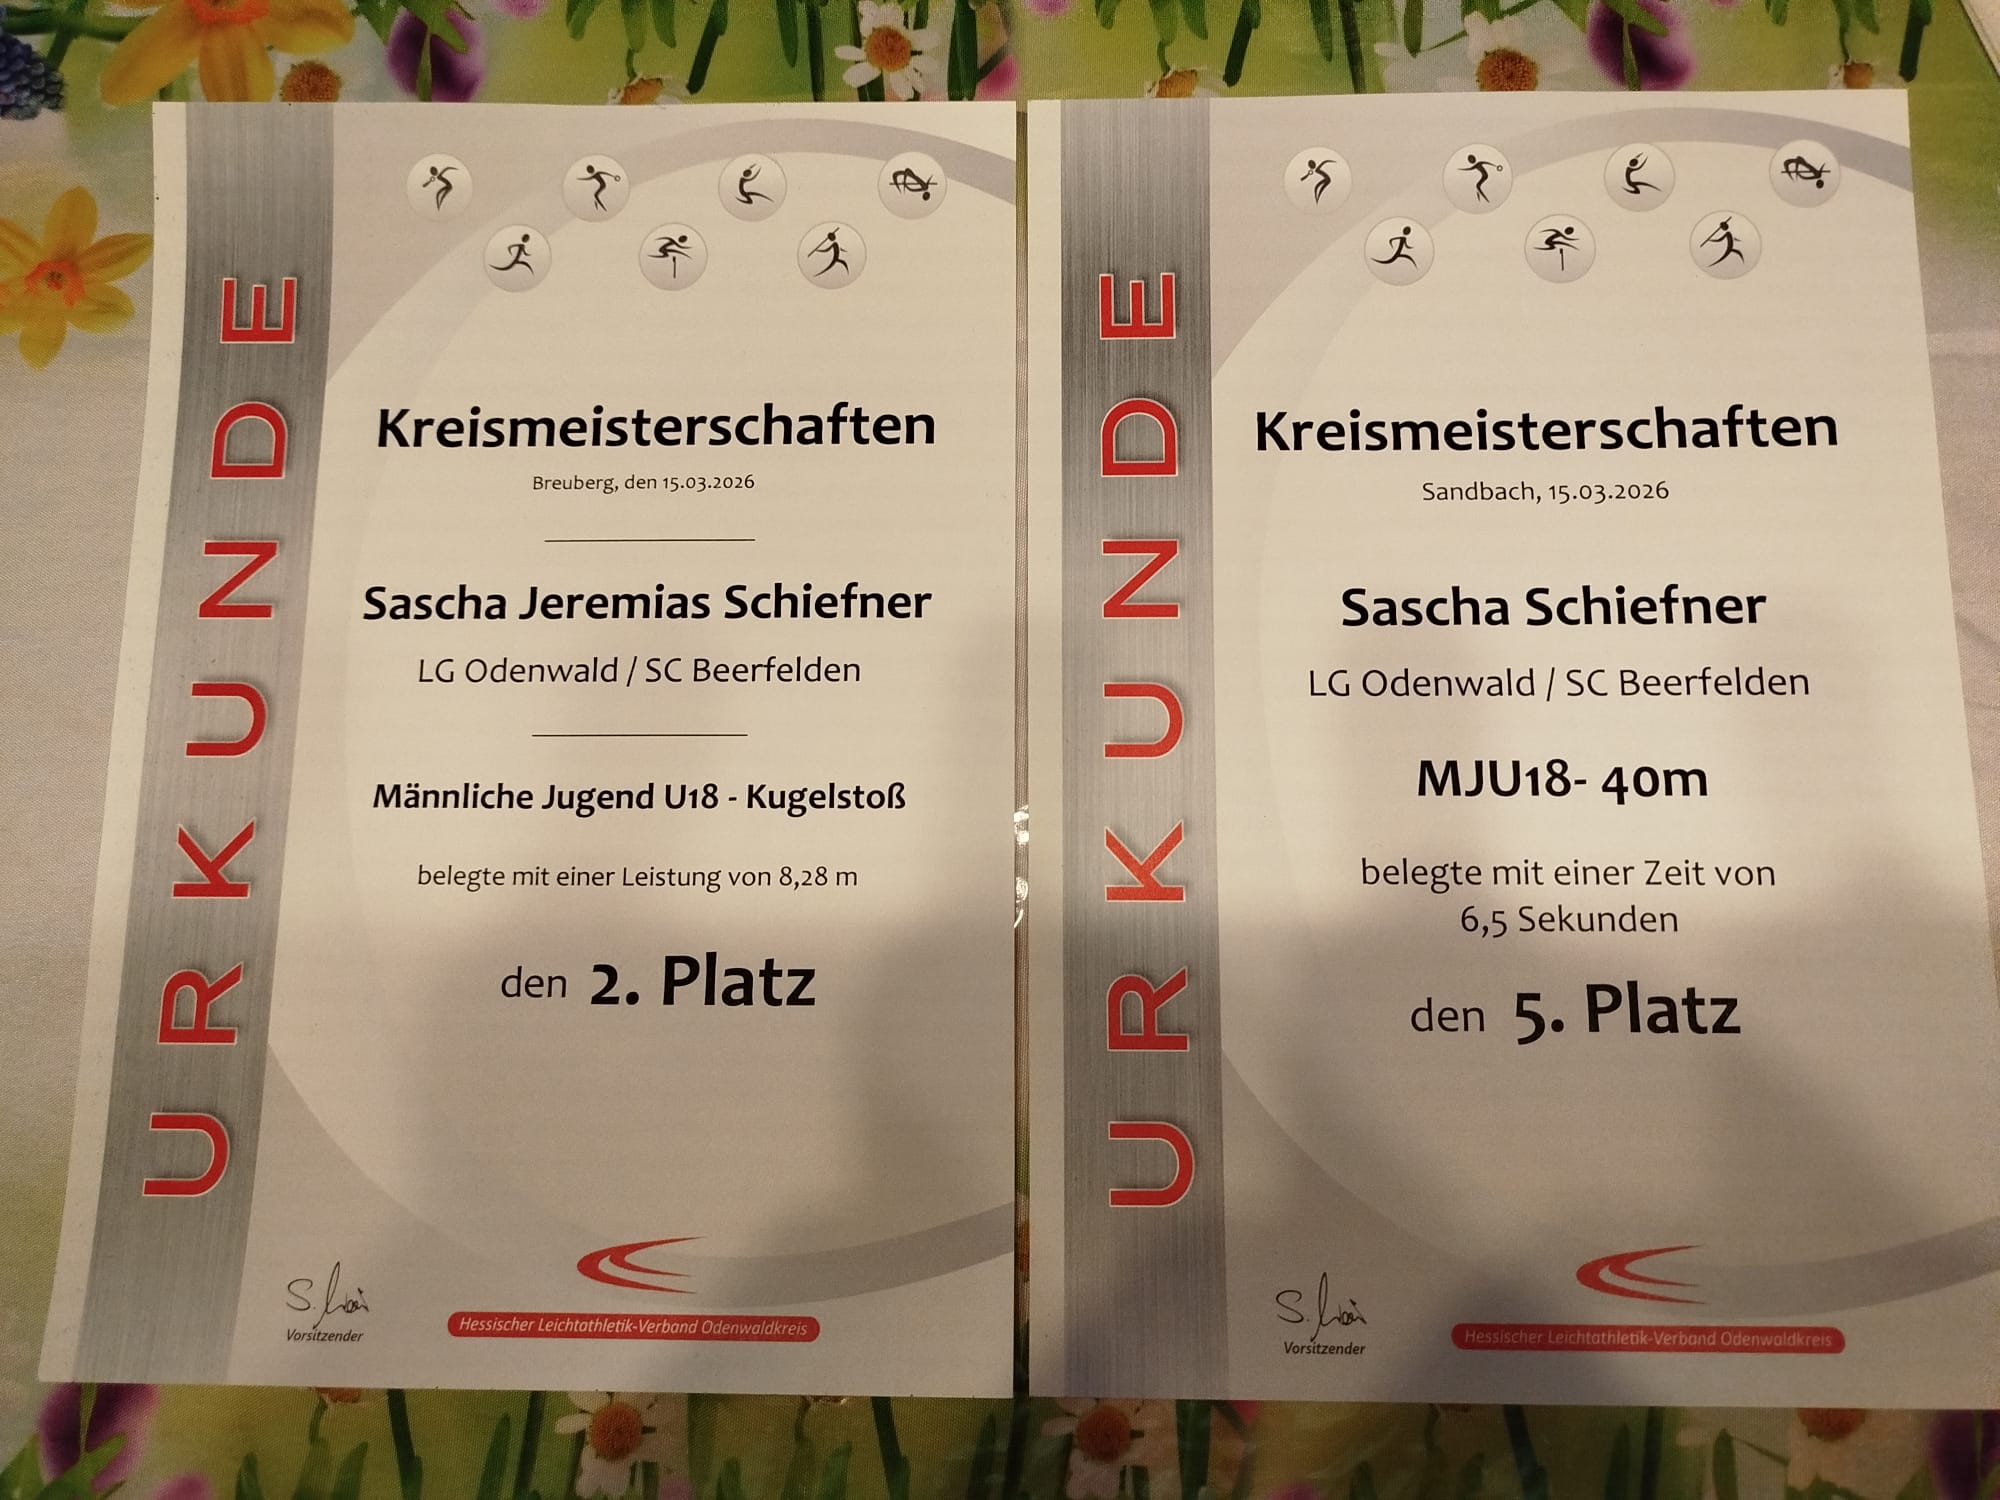 URKUNDE
Kreismeisterschaften
Breuberg, den 15.03.2026
Sascha Jeremias Schiefner
LG Odenwald / SC Beerfelden
Männliche Jugend U18 - Kugelstoß
belegte mit einer Leistung von 8,28 m
den 2. Platz
Vorsitzender
Hessischer Leichtathletik-Verband Odenwaldkreis
URKUNDE
Kreismeisterschaften
Sandbach, 15.03.2026
Sascha Schiefner
LG Odenwald / SC Beerfelden
MJU18- 40m
belegte mit einer Zeit von
6,5 Sekunden
den 5. Platz
Vorsitzender
Hessischer Leichtathletik-Verband Odenwaldkreis